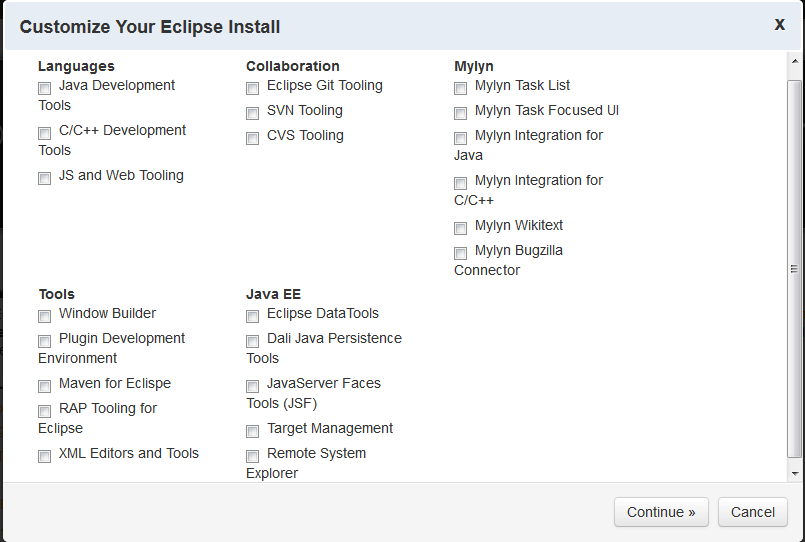 Customize Your Eclipse Install
X
Languages
Java Development
Tools
C/C++ Development
Tools
JS and Web Tooling
Collaboration
Eclipse Git Tooling
SVN Tooling
CVS Tooling
Mylyn
Mylyn Task List
Mylyn Task Focused UI
Mylyn Integration for
Java
Mylyn Integration for
C/C++
Mylyn Wikitext
Mylyn Bugzilla
Connector
Tools
Window Builder
Plugin Development
Environment
Maven for Eclispe
RAP Tooling for
Eclipse
XML Editors and Tools
Java EE
Eclipse DataTools
Dali Java Persistence
Tools
JavaServer Faces
Tools (JSF)
Target Management
Remote System
Explorer
Continue »
Cancel